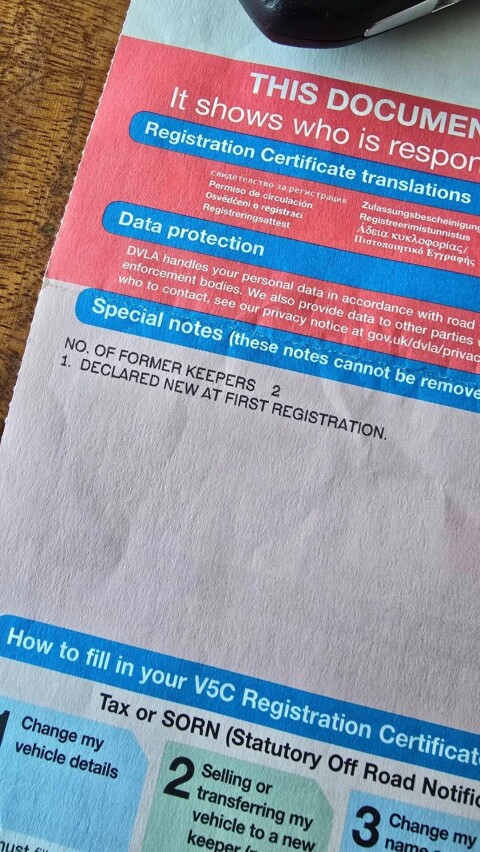 THIS DOCUMEN
It shows who is respon
Registration Certificate translations
свидетелство за регистрация
Permiso de circulación
Osvědčení o registraci
Registreringsattest
Zulassungsbescheinigung
Registreerimistunnistus
Άδεια κυκλοφορίας/
Πιστοποιητικό Εγγραφής
Data protection
DVLA handles your personal data in accordance with road
enforcement bodies. We also provide data to other parties
who to contact, see our privacy notice at gov.uk/dvla/privac
Special notes (these notes cannot be remove
NO. OF FORMER KEEPERS 2
1. DECLARED NEW AT FIRST REGISTRATION.
How to fill in your V5C Registration Certificat
Tax or SORN (Statutory Off Road Notific
1 Change my
vehicle details
2 Selling or
transferring my
vehicle to a new
keeper
3 Change my
name